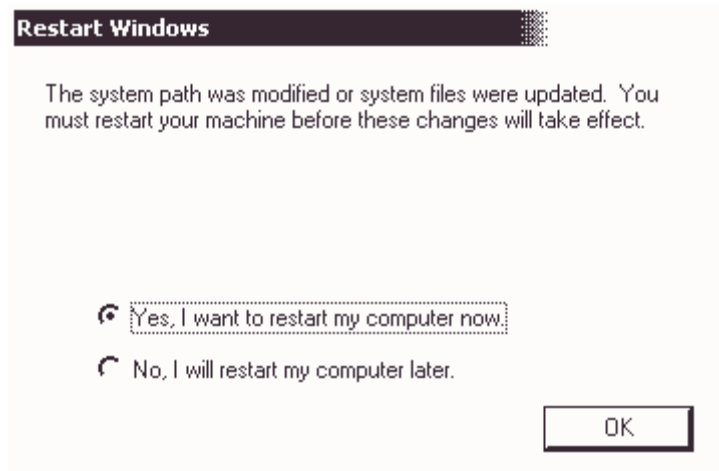 Restart Windows
The system path was modified or system files were updated.  You
must restart your machine before these changes will take effect.
Yes, I want to restart my computer now.
No, I will restart my computer later.
OK